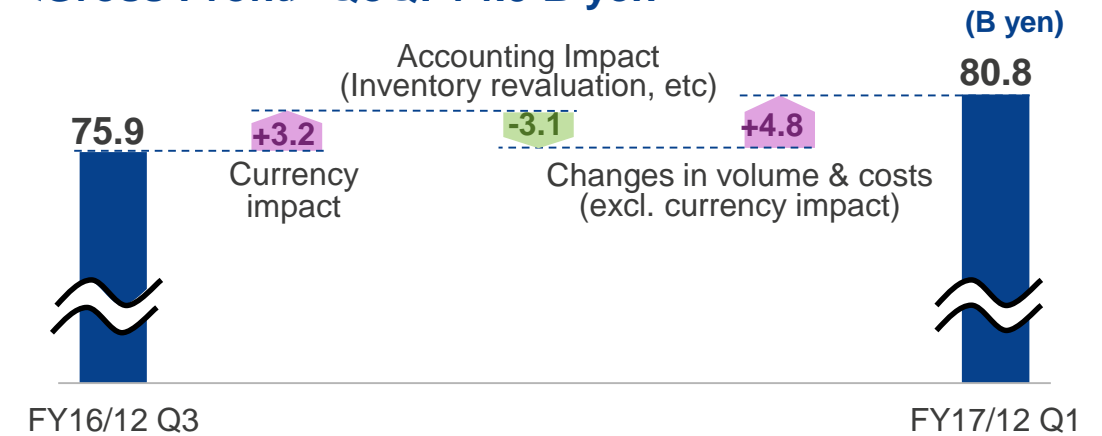 (B yen)
Accounting Impact
(Inventory revaluation, etc)
80.8
75.9
+3.2
-3.1
+4.8
Currency
impact
Changes in volume & costs
(excl. currency impact)
FY16/12 Q3
FY17/12 Q1